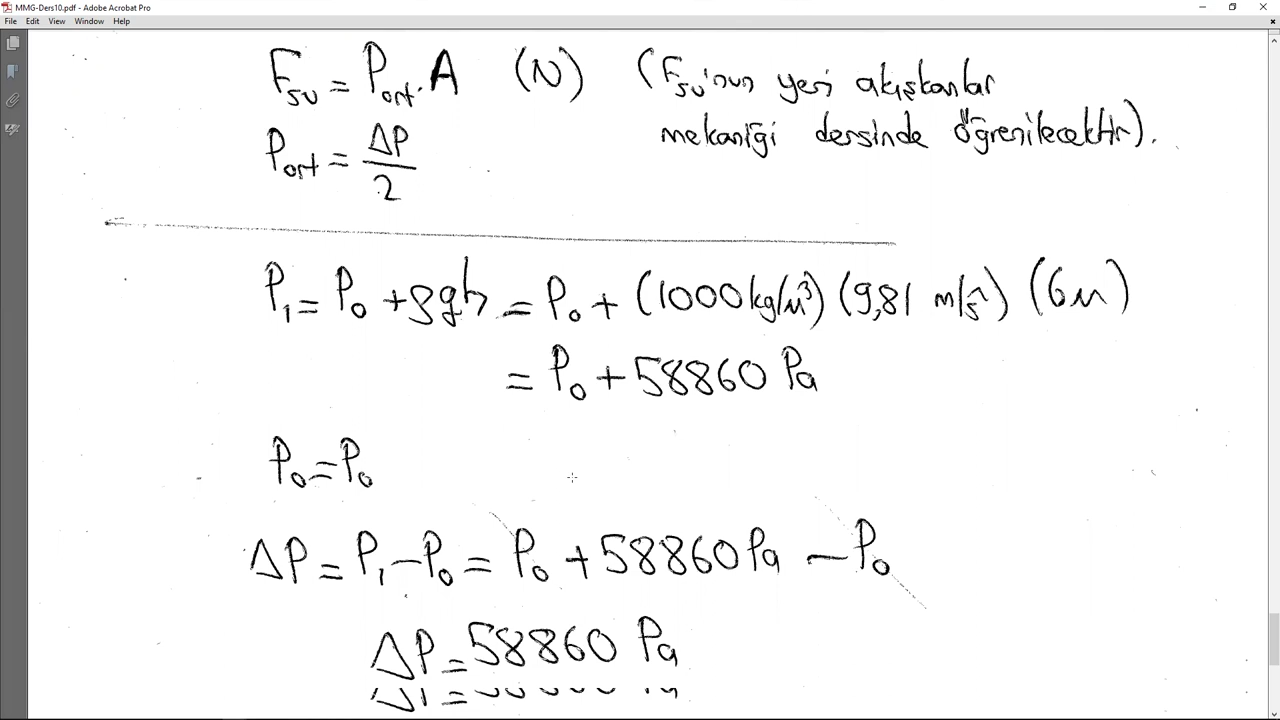 MMG-Ders10.pdf - Adobe Acrobat Pro
File Edit View Window Help
Fsu = Port . A (N) (Fsu'nun yeri akışkanlar
mekaniği dersinde öğrenilecektir).
Port = ΔP/2
P1 = P0 + ρgh = P0 + (1000 kg/m³) (9,81 m/s²) (6m)
= P0 + 58860 Pa
P0 = P0
ΔP = P1 - P0 = P0 + 58860 Pa - P0
ΔP = 58860 Pa